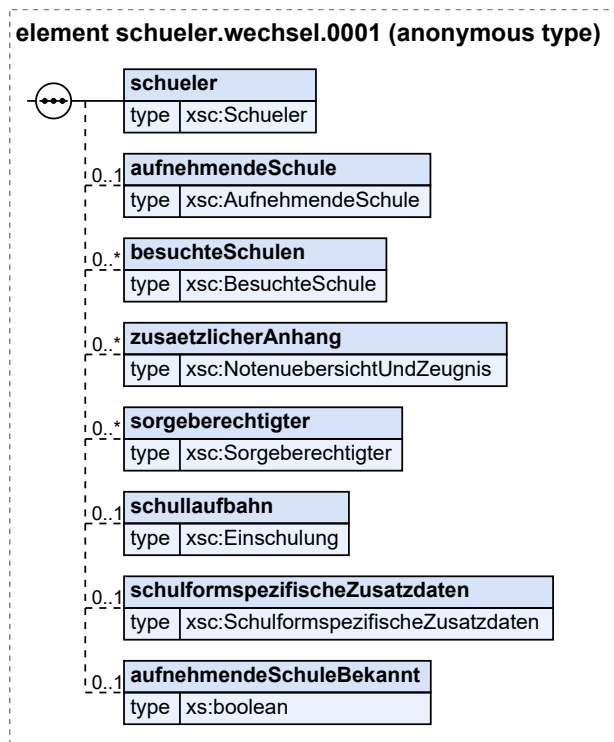 element schueler.wechsel.0001 (anonymous type)
schueler
type xsc:Schueler
0..1 aufnehmendeSchule
type xsc:AufnehmendeSchule
0..* besuchteSchulen
type xsc:BesuchteSchule
0..* zusaetzlicherAnhang
type xsc:NotenuebersichtUndZeugnis
0..* sorgeberechtigter
type xsc:Sorgeberechtigter
0..1 schullaufbahn
type xsc:Einschulung
0..1 schulformspezifischeZusatzdaten
type xsc:SchulformspezifischeZusatzdaten
0..1 aufnehmendeSchuleBekannt
type xs:boolean